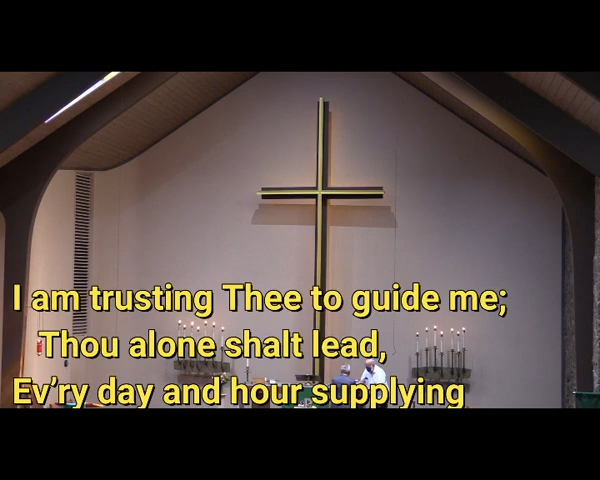 I am trusting Thee to guide me;
Thou alone shalt lead,
Ev'ry day and hour supplying